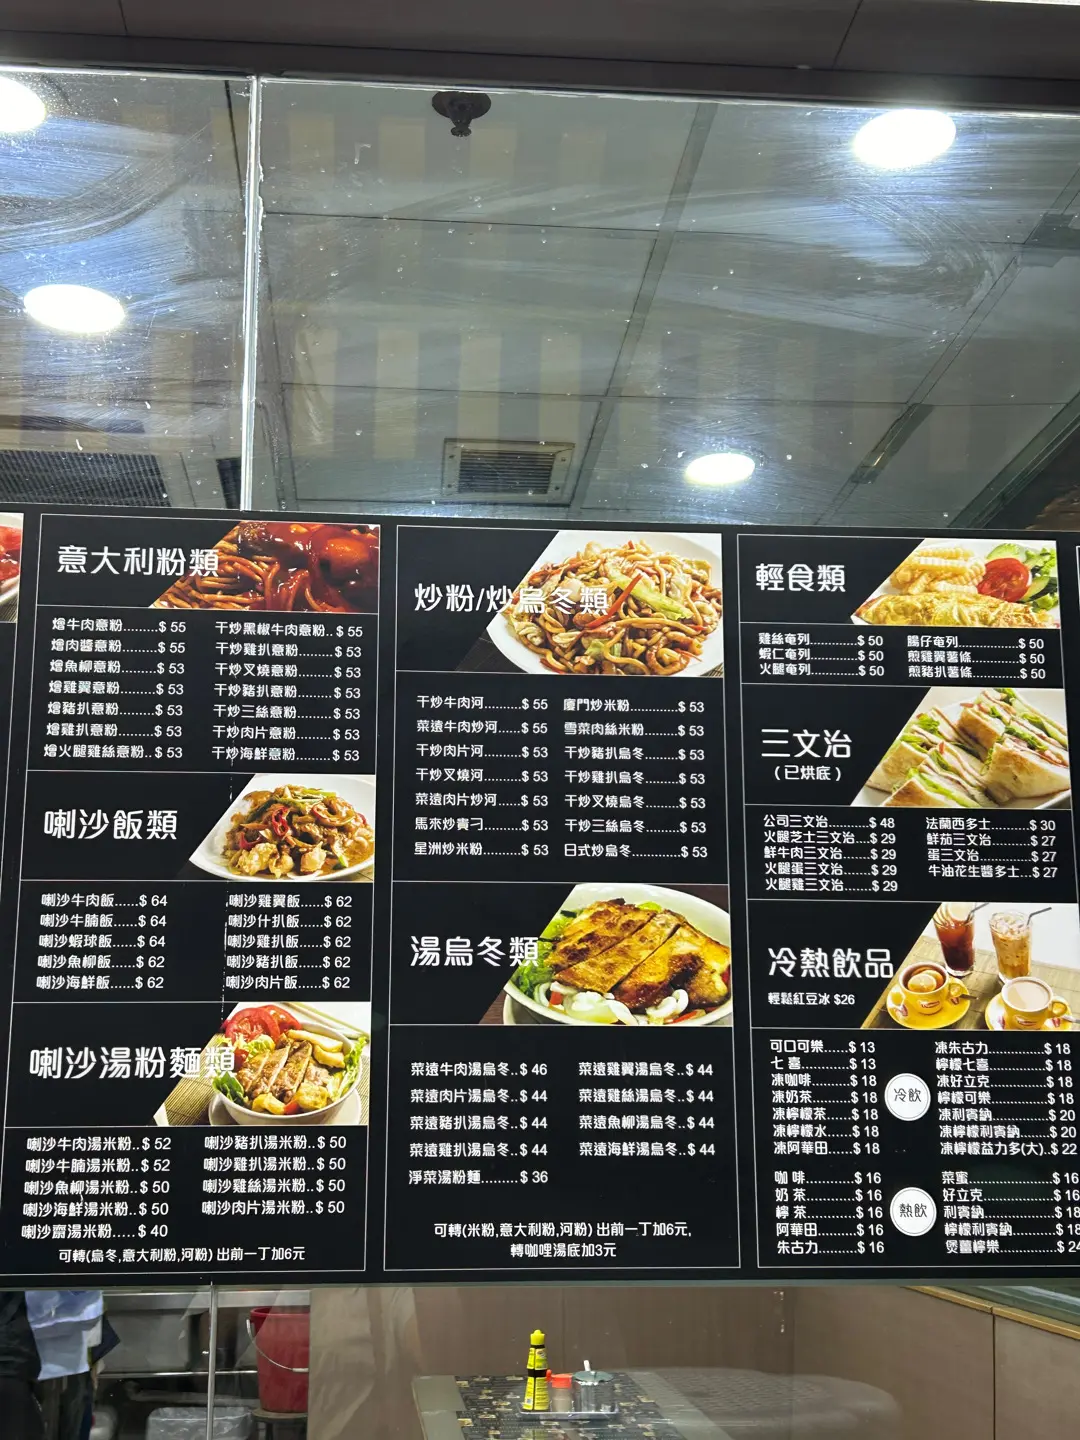 意大利粉類
燴牛肉意粉.........$ 55
燴肉醬意粉.........$ 55
燴魚柳意粉.........$ 53
燴雞翼意粉.........$ 53
燴豬扒意粉.........$ 53
燴雞扒意粉.........$ 53
燴火腿雞絲意粉..$ 53
干炒黑椒牛肉意粉..$ 55
干炒雞扒意粉.........$ 53
干炒叉燒意粉.........$ 53
干炒豬扒意粉.........$ 53
干炒三絲意粉.........$ 53
干炒肉片意粉.........$ 53
干炒海鮮意粉.........$ 53
喇沙飯類
喇沙牛肉飯......$ 64
喇沙牛腩飯......$ 64
喇沙蝦球飯......$ 64
喇沙魚柳飯......$ 62
喇沙海鮮飯......$ 62
喇沙雞翼飯......$ 62
喇沙什扒飯......$ 62
喇沙雞扒飯......$ 62
喇沙豬扒飯......$ 62
喇沙肉片飯......$ 62
喇沙湯粉麵類
喇沙牛肉湯米粉..$ 52
喇沙牛腩湯米粉..$ 52
喇沙魚柳湯米粉..$ 50
喇沙海鮮湯米粉..$ 50
喇沙齋湯米粉.....$ 40
喇沙豬扒湯米粉..$ 50
喇沙雞扒湯米粉..$ 50
喇沙雞絲湯米粉..$ 50
喇沙肉片湯米粉..$ 50
可轉(烏冬,意大利粉,河粉) 出前一丁加6元
炒粉/炒烏冬類
干炒牛肉河.........$ 55
菜遠牛肉炒河......$ 55
干炒肉片河.........$ 53
干炒叉燒河.........$ 53
菜遠肉片炒河......$ 53
馬來炒貴刁.........$ 53
星洲炒米粉.........$ 53
廈門炒米粉............$ 53
雪菜肉絲米粉.........$ 53
干炒豬扒烏冬.........$ 53
干炒雞扒烏冬.........$ 53
干炒叉燒烏冬.........$ 53
干炒三絲烏冬.........$ 53
日式炒烏冬............$ 53
湯烏冬類
菜遠牛肉湯烏冬..$ 46
菜遠肉片湯烏冬..$ 44
菜遠豬扒湯烏冬..$ 44
菜遠雞扒湯烏冬..$ 44
淨菜湯粉麵.........$ 36
菜遠雞翼湯烏冬..$ 44
菜遠雞絲湯烏冬..$ 44
菜遠魚柳湯烏冬..$ 44
菜遠海鮮湯烏冬..$ 44
可轉(米粉,意大利粉,河粉) 出前一丁加6元,
轉咖哩湯底加3元
輕食類
雞絲奄列............$ 50
蝦仁奄列............$ 50
火腿奄列............$ 50
腸仔奄列...............$ 50
煎雞翼薯條............$ 50
煎豬扒薯條............$ 50
三文治
(已烘底)
公司三文治.........$ 48
火腿芝士三文治....$ 29
鮮牛肉三文治......$ 29
火腿蛋三文治......$ 29
火腿雞三文治.......$ 29
法蘭西多士.........$ 30
鮮茄三文治.........$ 27
蛋三文治............$ 27
牛油花生醬多士...$ 27
冷熱飲品
輕鬆紅豆冰 $26
可口可樂......$ 13
七 喜............$ 13
凍咖啡.........$ 18
凍奶茶.........$ 18
凍檸檬茶......$ 18
凍檸檬水......$ 18
凍阿華田......$ 18
冷飲
凍朱古力............$ 18
檸檬七喜............$ 18
凍好立克............$ 18
檸檬可樂............$ 18
凍利賓納............$ 20
凍檸檬利賓納......$ 20
凍檸檬益力多(大)..$ 22
咖 啡............$ 16
奶 茶............$ 16
檸 茶............$ 16
阿華田.........$ 16
朱古力.........$ 16
熱飲
菜蜜..................$ 16
好立克...............$ 16
利賓納...............$ 18
檸檬利賓納.........$ 18
煲薑檸樂............$ 24